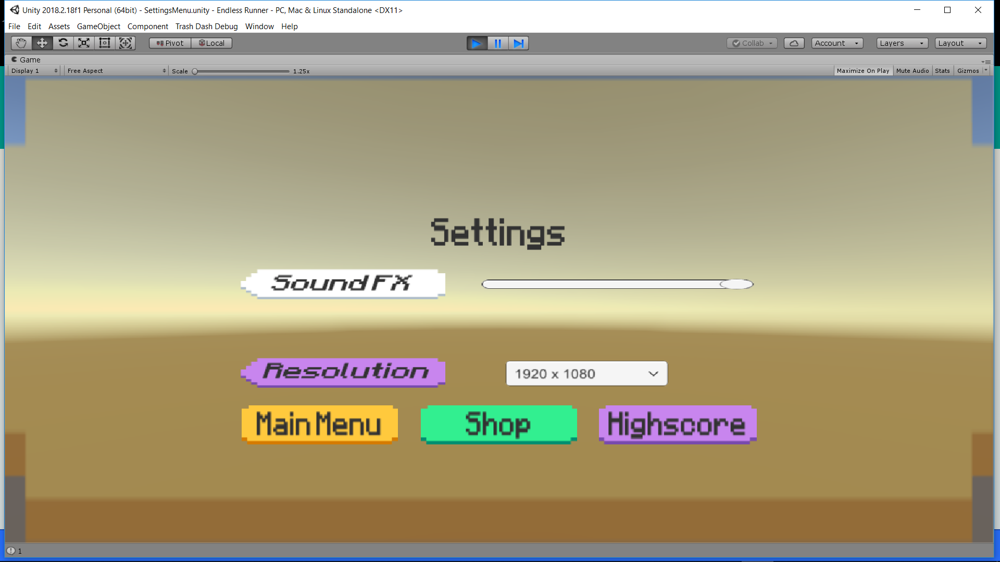 Unity 2018.2.18f1 Personal (64bit) - SettingsMenu.unity - Endless Runner - PC, Mac & Linux Standalone <DX11>
File Edit Assets GameObject Component Trash Dash Debug Window Help
Pivot Local Collab Account Layers Layout
Game
Display 1 Free Aspect Scale 1.25x Maximize On Play Mute Audio Stats Gizmos
Settings
Sound FX
Resolution 1920 x 1080
Main Menu Shop Highscore
1